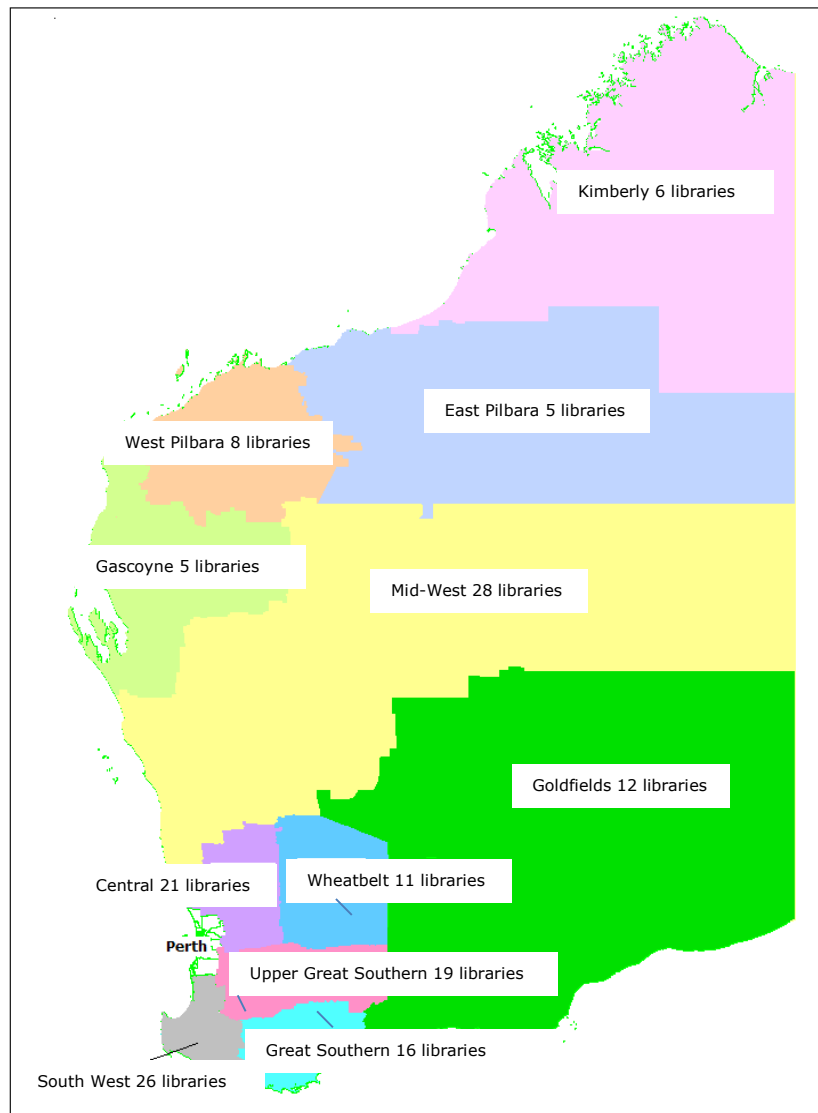 Kimberly 6 libraries
East Pilbara 5 libraries
West Pilbara 8 libraries
Gascoyne 5 libraries
Mid-West 28 libraries
Goldfields 12 libraries
Wheatbelt 11 libraries
Central 21 libraries
Perth
Upper Great Southern 19 libraries
Great Southern 16 libraries
South West 26 libraries